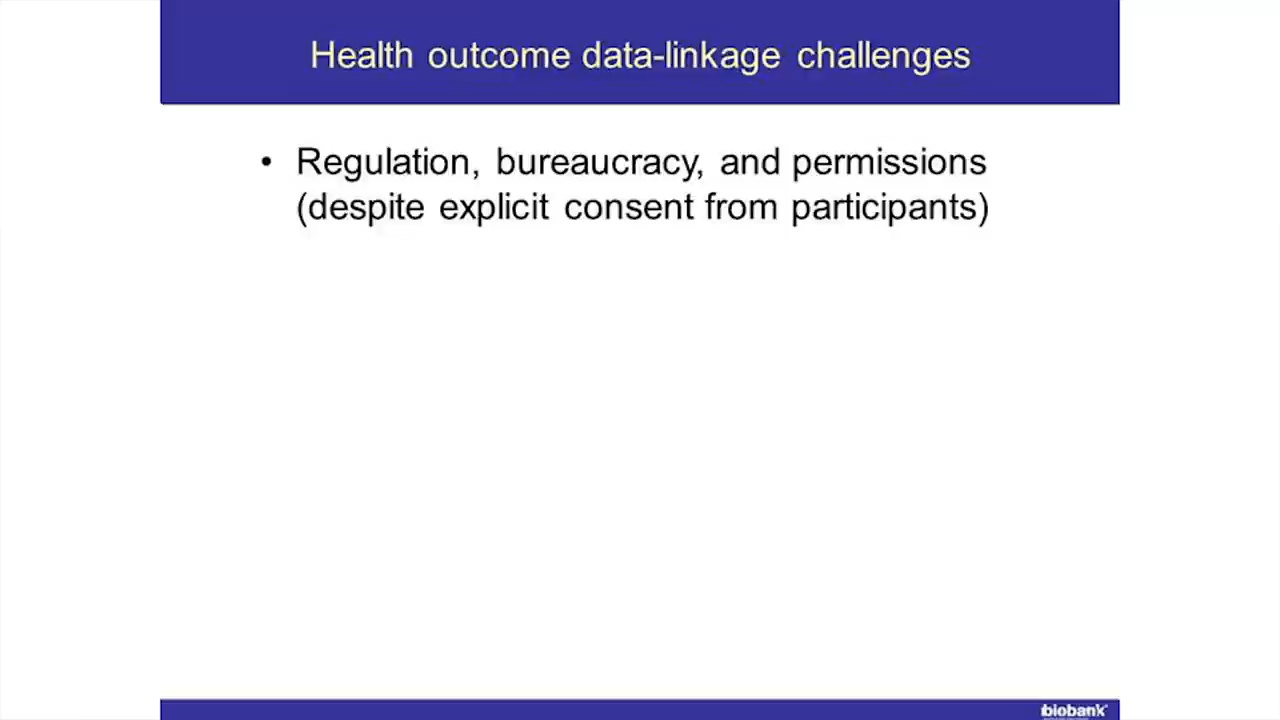 Health outcome data-linkage challenges
• Regulation, bureaucracy, and permissions
(despite explicit consent from participants)
biobank